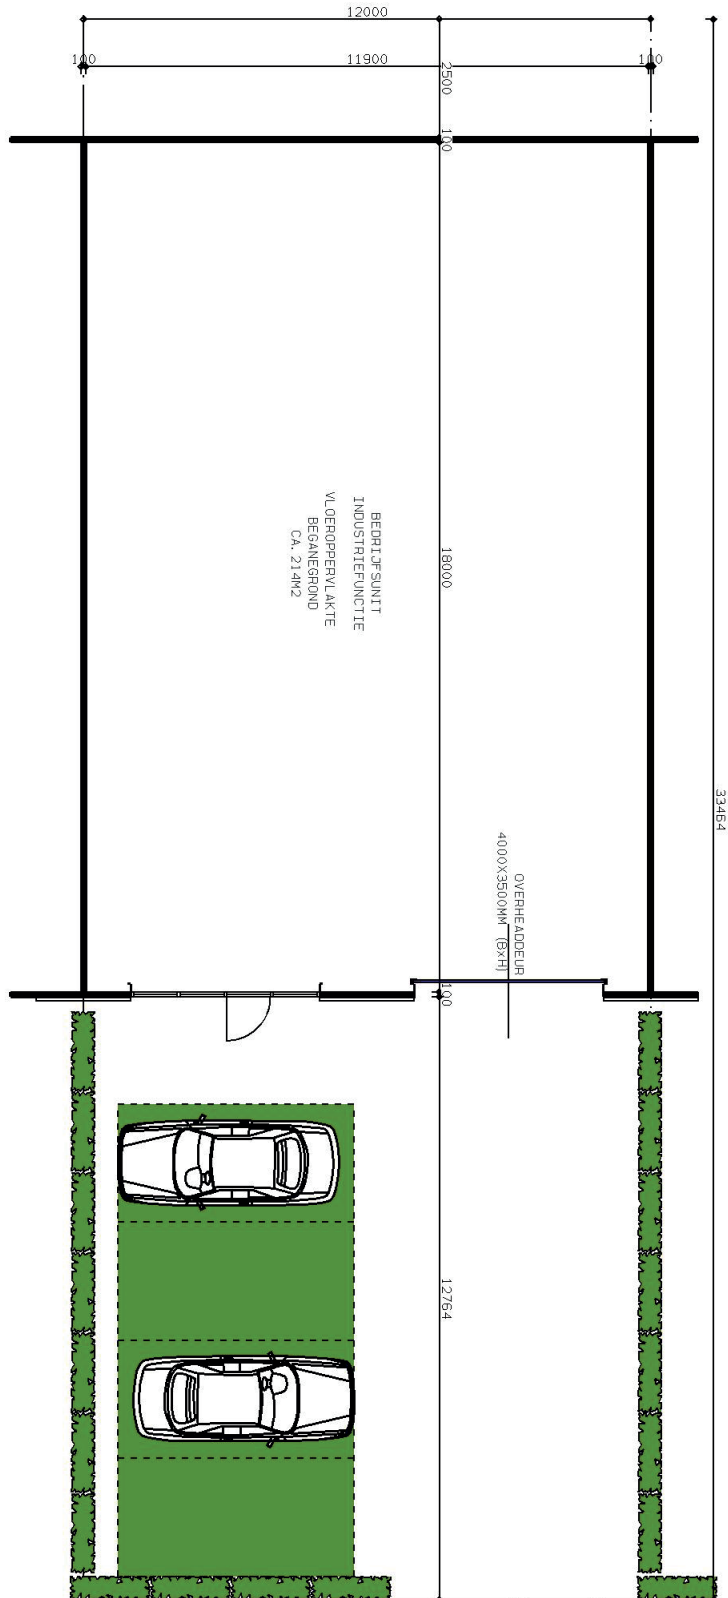 12000
100
11900
100
2500
100
BEDRIJFSUNIT
INDUSTRIEFUNCTIE
VLOEROPPERVLAKTE
BEGANEGROND
CA. 214M2
18000
33464
OVERHEADDEUR
4000X3500MM (BXH)
100
12764